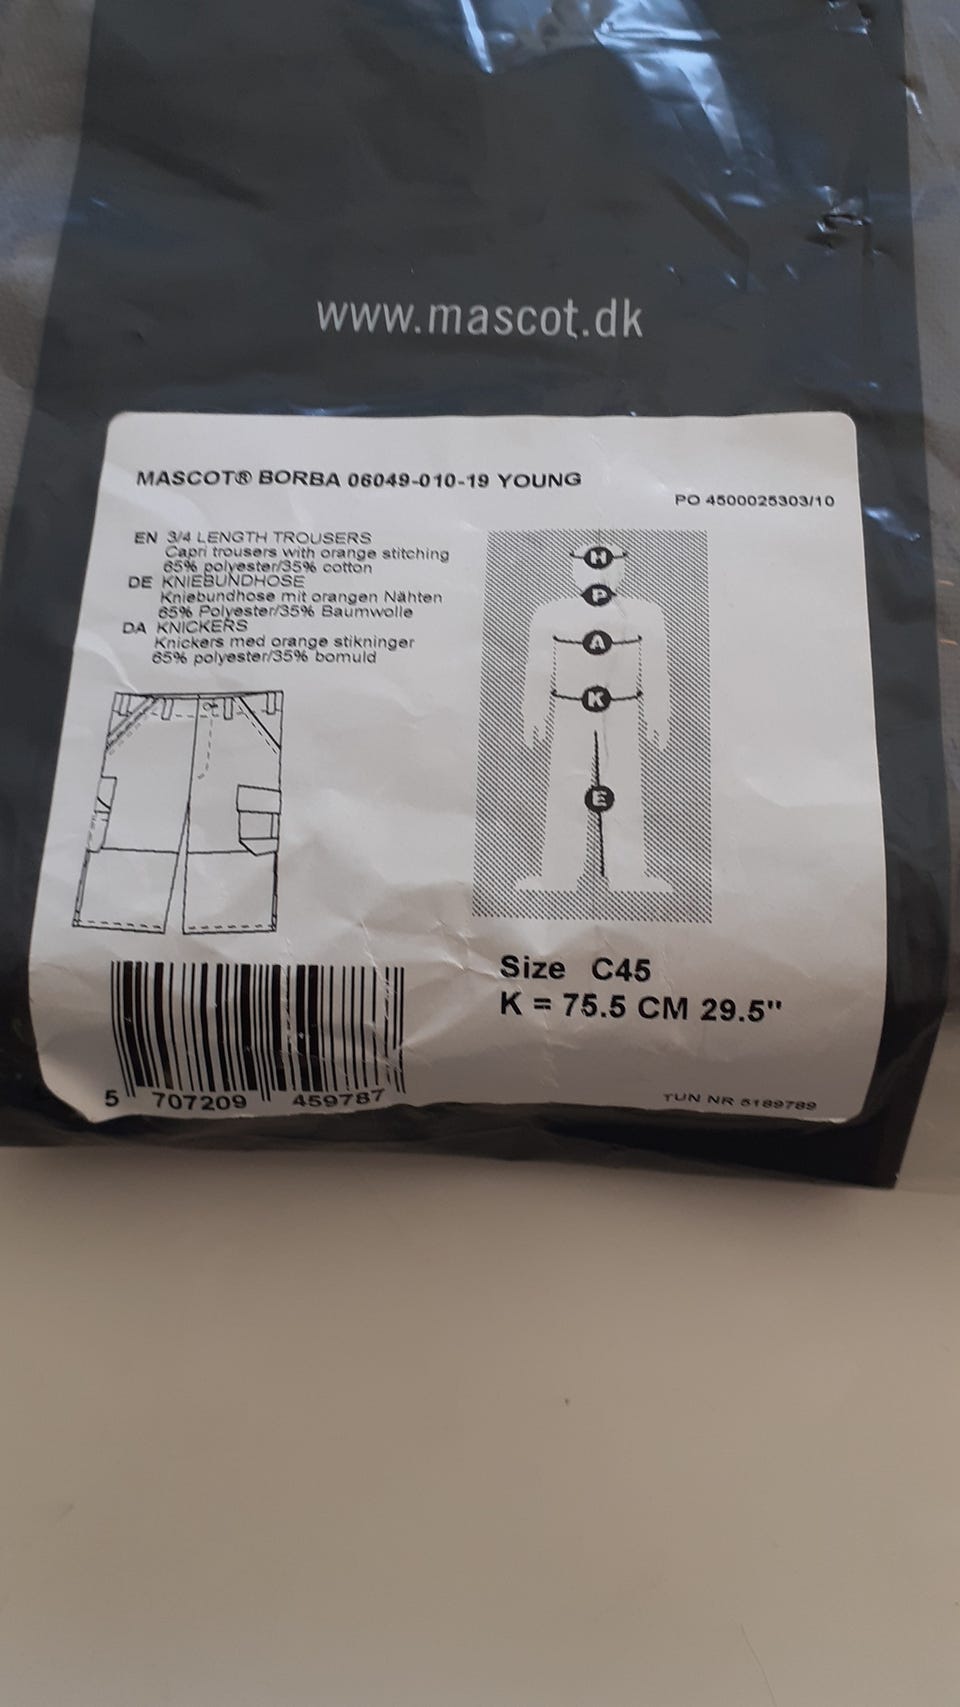 www.mascot.dk
MASCOT® BORBA 06049-010-19 YOUNG
PO 4500025303/10
EN 3/4 LENGTH TROUSERS
Capri trousers with orange stitching
65% polyester/35% cotton
DE KNIEBUNDHOSE
Kniebundhose mit orangen Nähten
65% Polyester/35% Baumwolle
DA KNICKERS
Knickers med orange stikninger
65% polyester/35% bomuld
H
P
A
K
E
Size C45
K = 75.5 CM 29.5"
5 707209 459787
TUN NR 5189789